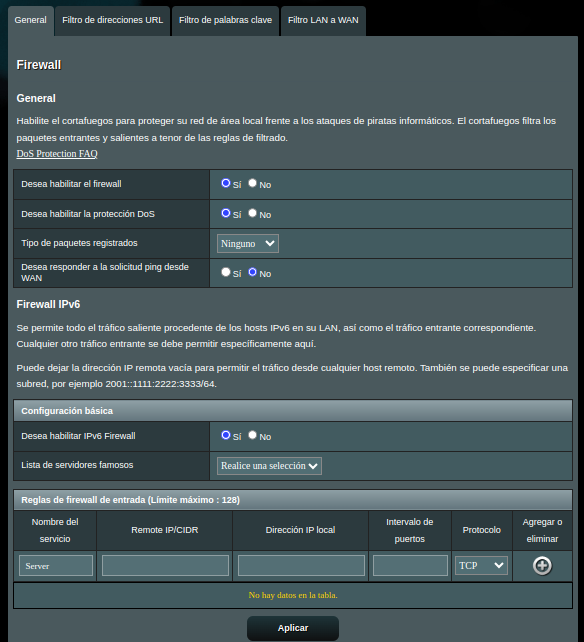 General Filtro de direcciones URL Filtro de palabras clave Filtro LAN a WAN
Firewall
General
Habilite el cortafuegos para proteger su red de área local frente a los ataques de piratas informáticos. El cortafuegos filtra los
paquetes entrantes y salientes a tenor de las reglas de filtrado.
DoS Protection FAQ
Desea habilitar el firewall Sí No
Desea habilitar la protección DoS Sí No
Tipo de paquetes registrados Ninguno
Desea responder a la solicitud ping desde
WAN Sí No
Firewall IPv6
Se permite todo el tráfico saliente procedente de los hosts IPv6 en su LAN, así como el tráfico entrante correspondiente.
Cualquier otro tráfico entrante se debe permitir específicamente aquí.
Puede dejar la dirección IP remota vacía para permitir el tráfico desde cualquier host remoto. También se puede especificar una
subred, por ejemplo 2001::1111:2222:3333/64.
Configuración básica
Desea habilitar IPv6 Firewall Sí No
Lista de servidores famosos Realice una selección
Reglas de firewall de entrada (Límite máximo : 128)
Nombre del
servicio
Remote IP/CIDR
Dirección IP local
Intervalo de
puertos
Protocolo
Agregar o
eliminar
Server TCP
No hay datos en la tabla.
Aplicar